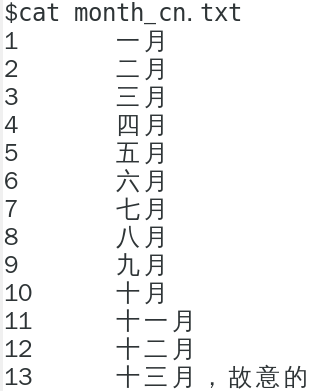 $cat month_cn.txt
1	一月
2	二月
3	三月
4	四月
5	五月
6	六月
7	七月
8	八月
9	九月
10	十月
11	十一月
12	十二月
13	十三月，故意的